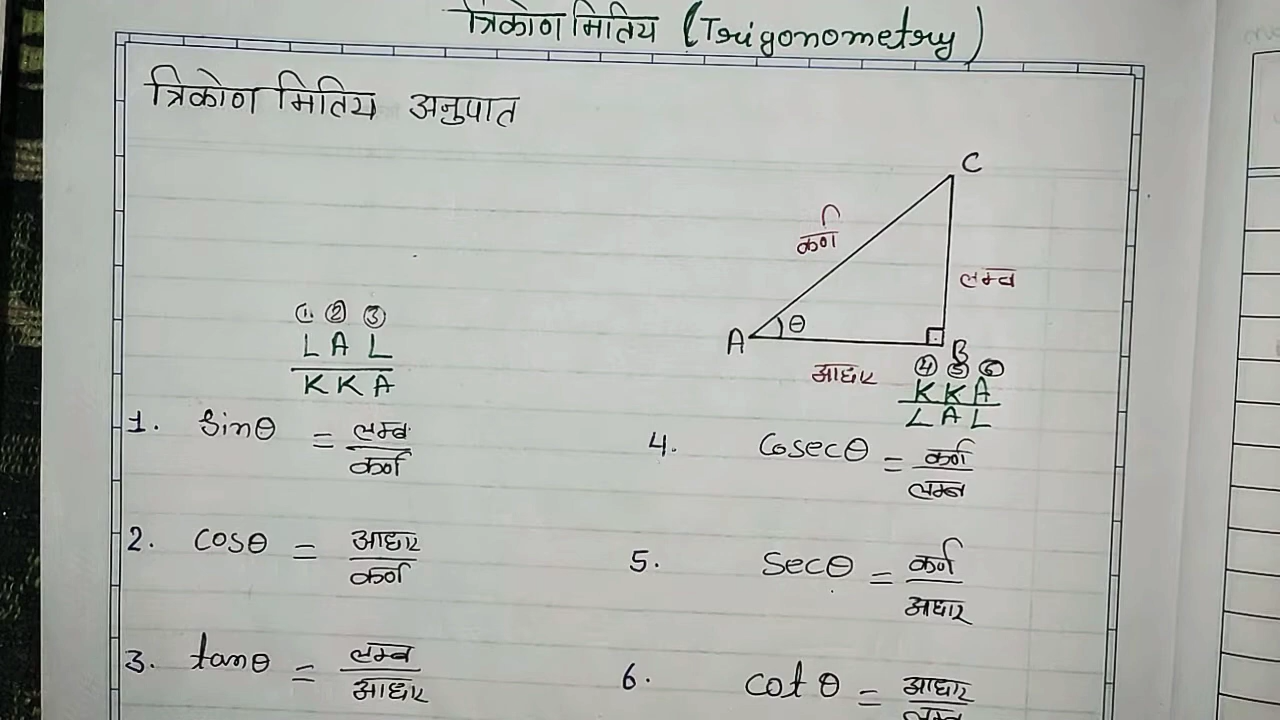 त्रिकोणमितिय (Trigonometry)
त्रिकोणमितिय अनुपात
C
कर्ण
लम्ब
A
θ
B
आधार
① ② ③
L A L
K K A
④ ⑤ ⑥
K K A
L A L
1. Sinθ = लम्ब/कर्ण
4. Cosecθ = कर्ण/लम्ब
2. cosθ = आधार/कर्ण
5. Secθ = कर्ण/आधार
3. tanθ = लम्ब/आधार
6. cot θ = आधार/लम्ब